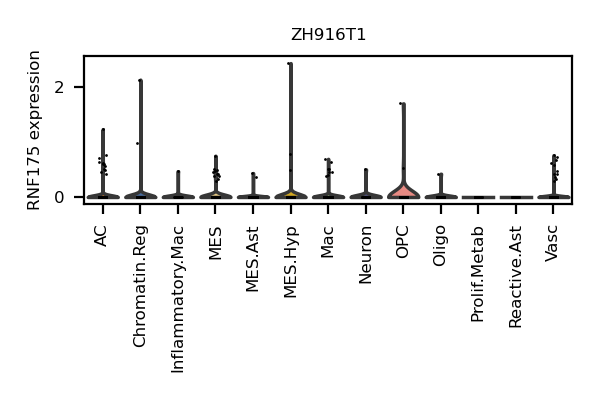 ZH916T1
RNF175 expression
2
0
AC
Chromatin.Reg
Inflammatory.Mac
MES
MES.Ast
MES.Hyp
Mac
Neuron
OPC
Oligo
Prolif.Metab
Reactive.Ast
Vasc